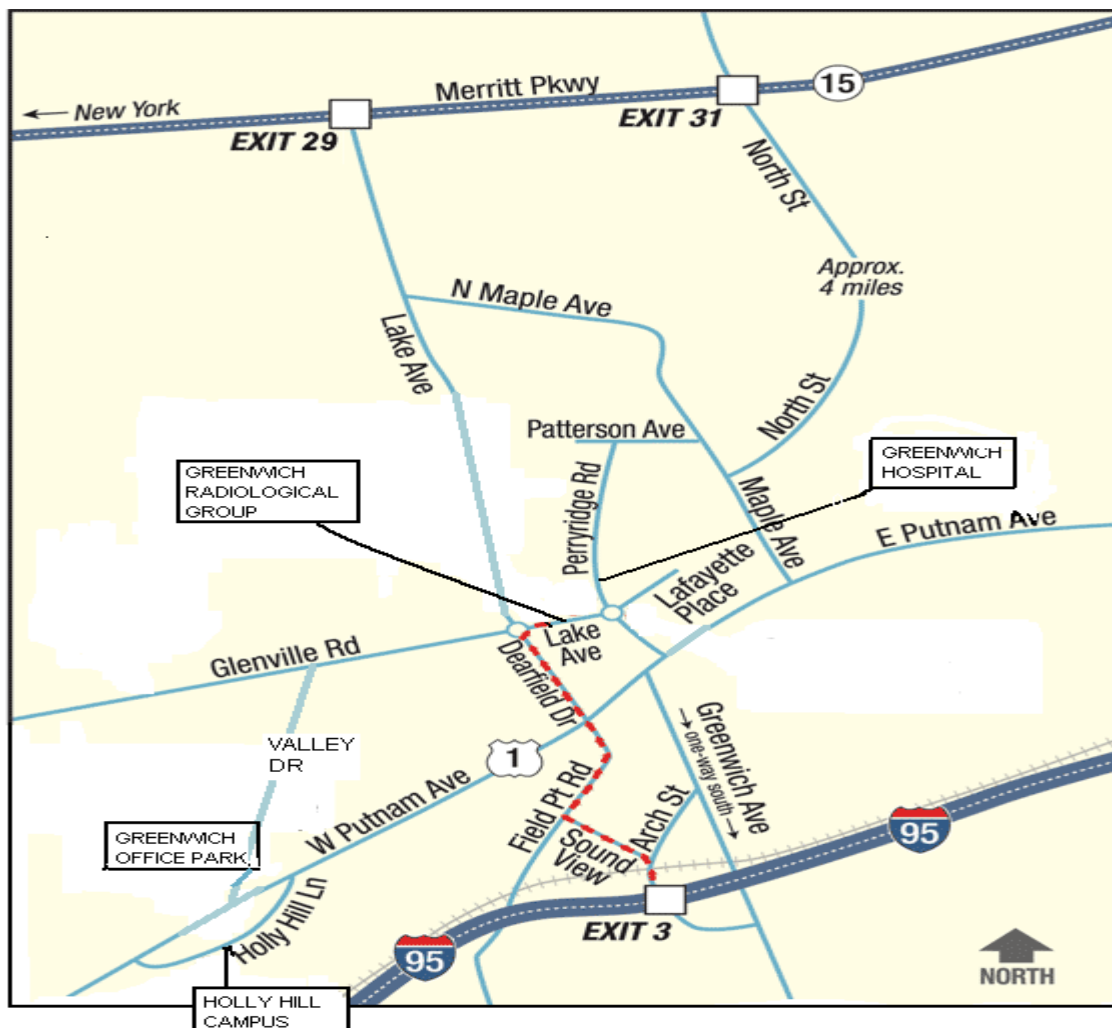 Merritt Pkwy
15
← New York
EXIT 29
EXIT 31
North St
Approx.
4 miles
N Maple Ave
Lake Ave
North St
Patterson Ave
GREENWICH
RADIOLOGICAL
GROUP
GREENWICH
HOSPITAL
Perryridge Rd
Maple Ave
E Putnam Ave
Lafayette
Place
Lake
Ave
Glenville Rd
Dearfield Dr
VALLEY
DR
1
W Putnam Ave
Field Pt Rd
Greenwich Ave
→ one-way south →
Arch St
Sound
View
95
GREENWICH
OFFICE PARK
Holly Hill Ln
EXIT 3
95
NORTH
HOLLY HILL
CAMPUS